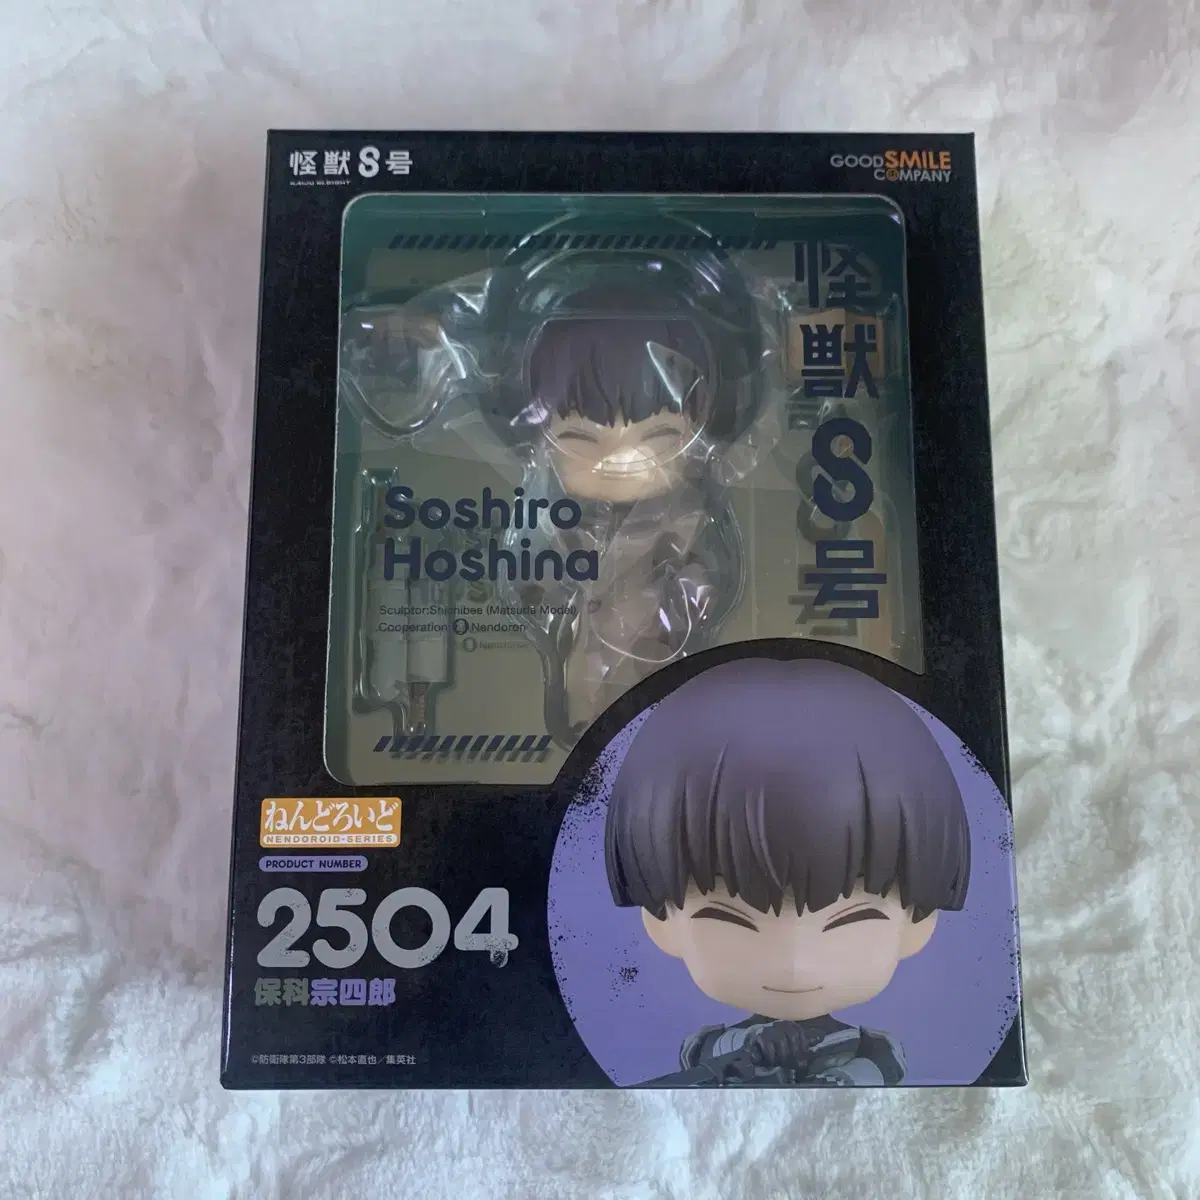 怪獣8号
KAIJU NO.EIGHT
GOOD SMILE
COMPANY
怪獣8号
Soshiro
Hoshina
Sculptor:Shichibee (Matsuda Model)
Cooperation: Nendoron
ねんどろいど
NENDOROID-SERIES
PRODUCT NUMBER
2504
保科宗四郎
©防衛隊第3部隊 ©松本直也／集英社